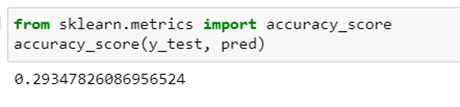 from sklearn.metrics import accuracy_score
accuracy_score(y_test, pred)
0.29347826086956524